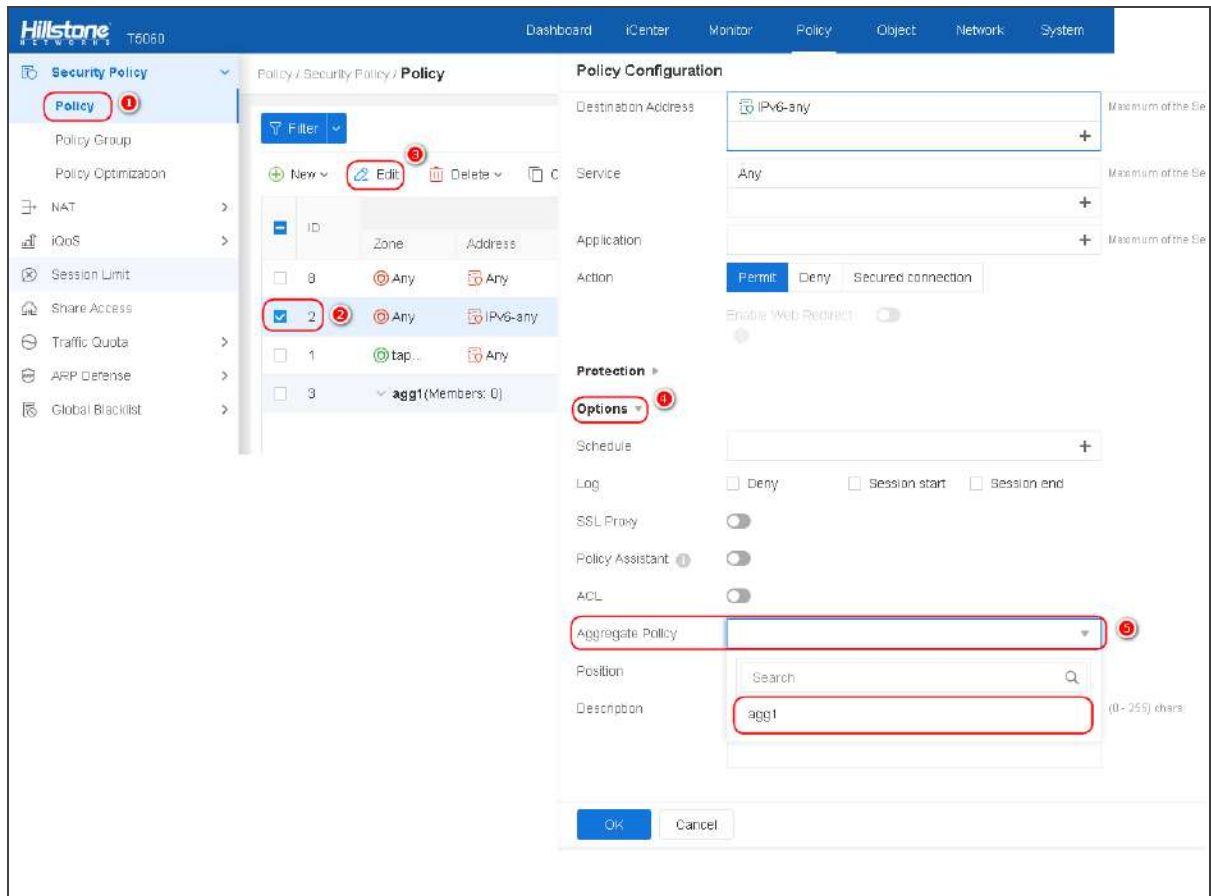 Hillstone
NETWORKS T5060
Dashboard iCenter Monitor Policy Object Network System
Security Policy
Policy 1
Policy Group
Policy Optimization
NAT
iQoS
Session Limit
Share Access
Traffic Quota
ARP Defense
Global Blacklist
Policy / Security Policy / Policy
Filter
3
New Edit Delete C
ID
Zone Address
8 Any Any
2 2 Any IPv6-any
1 tap... Any
3 agg1(Members: 0)
Policy Configuration
Destination Address IPv6-any Maximum of the Se
Service Any Maximum of the Se
Application Maximum of the Se
Action Permit Deny Secured connection
Enable Web Redirect
Protection
Options 4
Schedule
Log Deny Session start Session end
SSL Proxy
Policy Assistant
ACL
Aggregate Policy 5
Position Search
agg1
Description (0 - 255) chars
OK Cancel